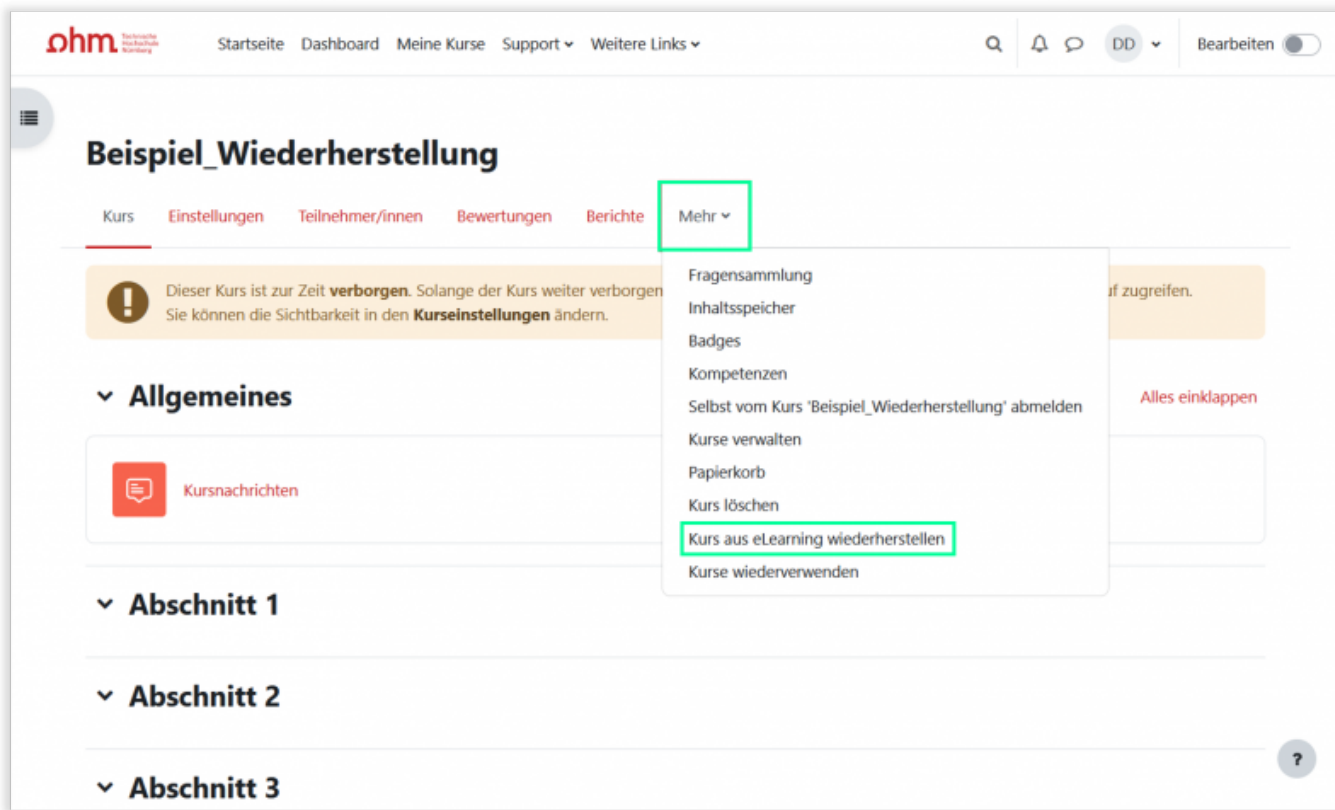 ohm Technische Hochschule Nürnberg
Startseite Dashboard Meine Kurse Support Weitere Links DD Bearbeiten
Beispiel_Wiederherstellung
Kurs Einstellungen Teilnehmer/innen Bewertungen Berichte Mehr
Dieser Kurs ist zur Zeit verborgen. Solange der Kurs weiter verborgen
uf zugreifen.
Sie können die Sichtbarkeit in den Kurseinstellungen ändern.
Fragensammlung
Inhaltsspeicher
Badges
Kompetenzen
Selbst vom Kurs 'Beispiel_Wiederherstellung' abmelden
Kurse verwalten
Papierkorb
Kurs löschen
Kurs aus eLearning wiederherstellen
Kurse wiederverwenden
Allgemeines
Alles einklappen
Kursnachrichten
Abschnitt 1
Abschnitt 2
Abschnitt 3
?